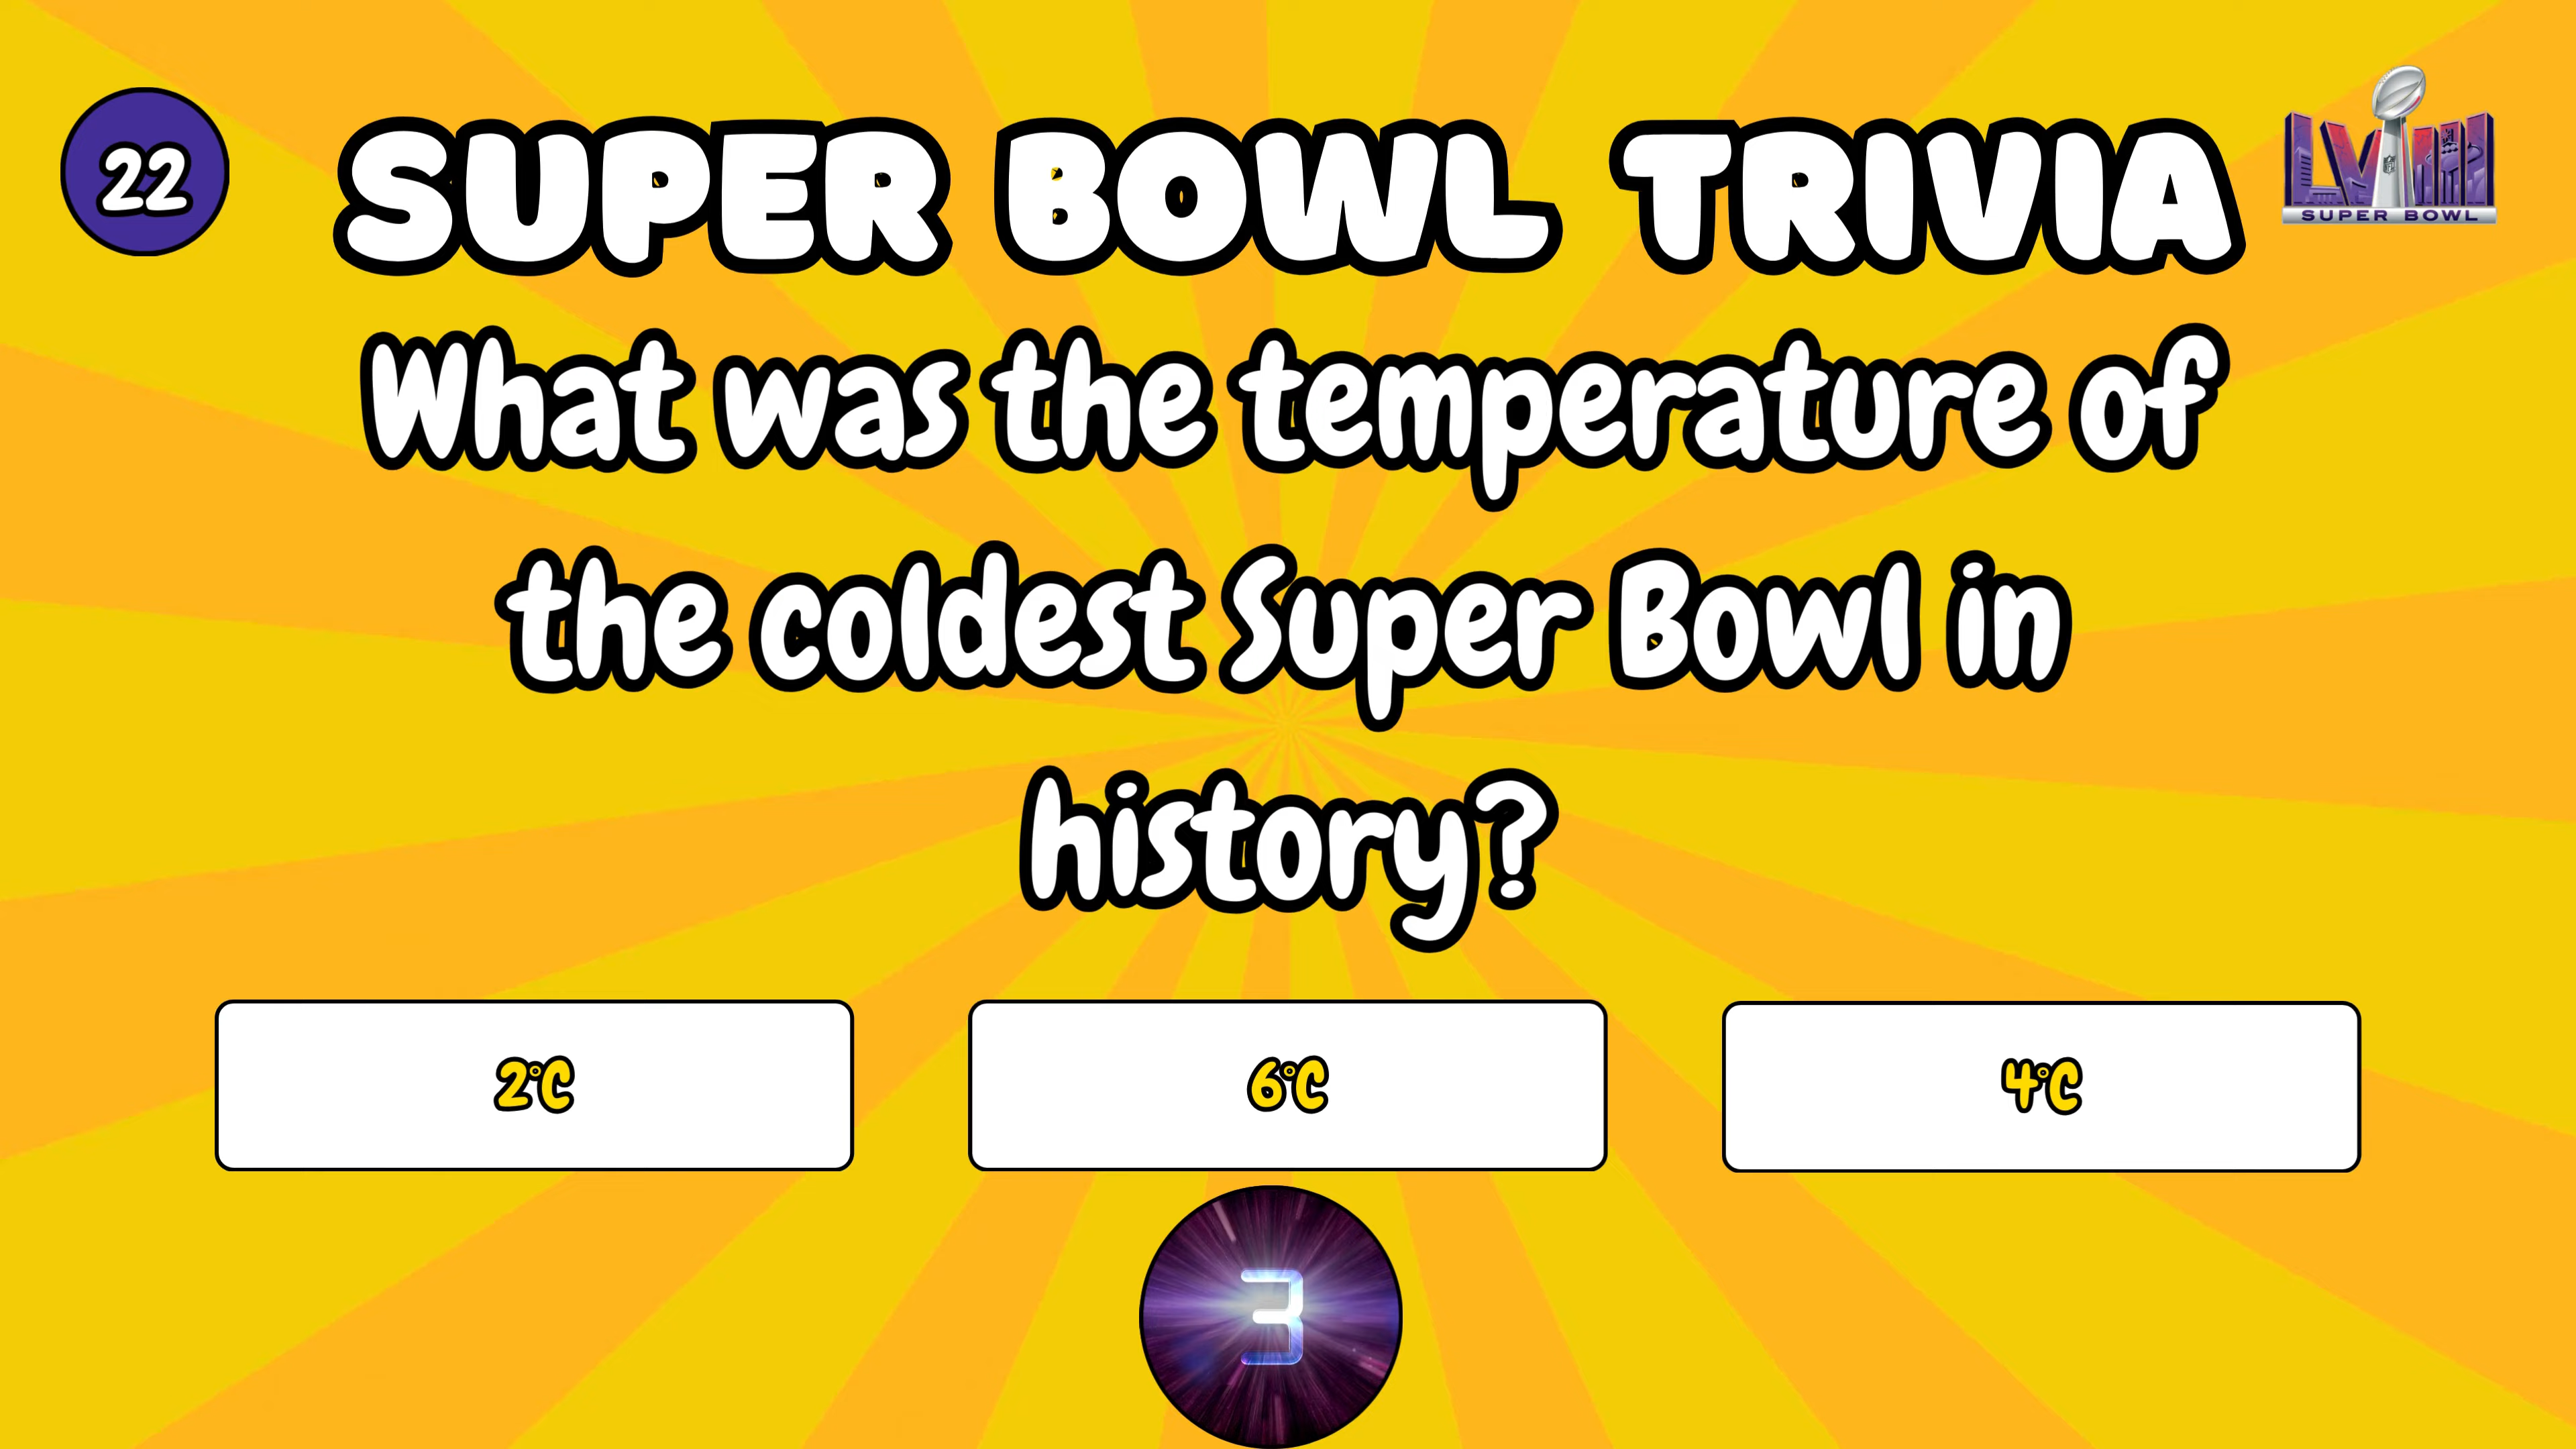 22
SUPER BOWL TRIVIA
LVIII
SUPER BOWL
What was the temperature of
the coldest Super Bowl in
history?
2°C
6°C
4°C
3